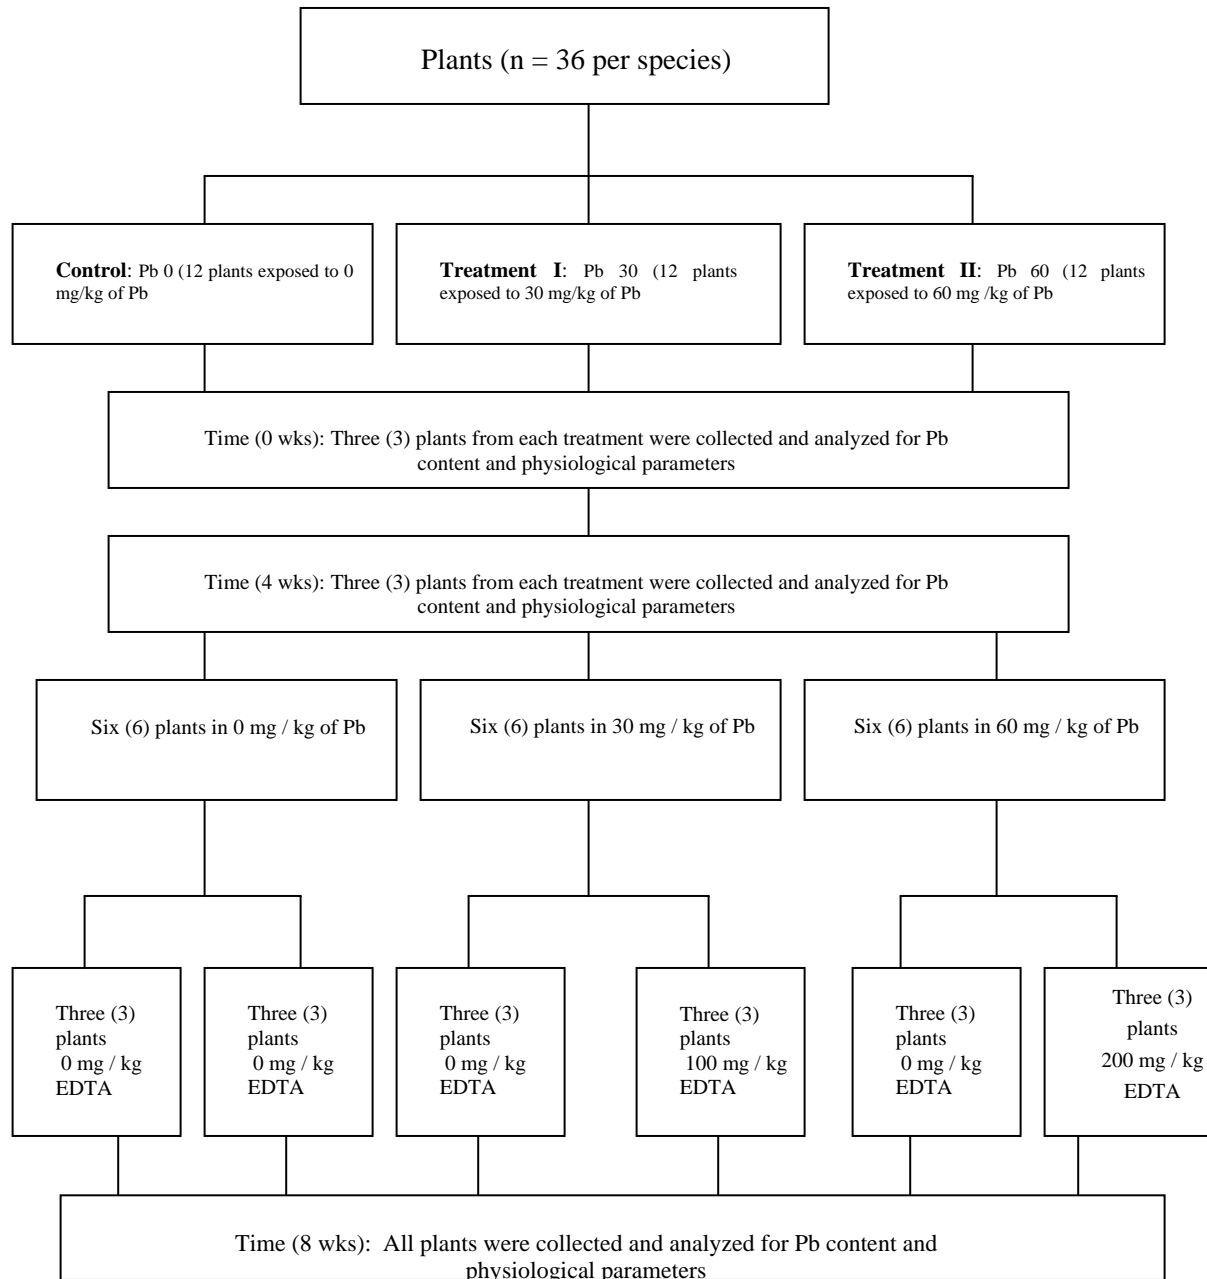 Plants (n = 36 per species)
Control: Pb 0 (12 plants exposed to 0
mg/kg of Pb
Treatment I: Pb 30 (12 plants
exposed to 30 mg/kg of Pb
Treatment II: Pb 60 (12 plants
exposed to 60 mg /kg of Pb
Time (0 wks): Three (3) plants from each treatment were collected and analyzed for Pb
content and physiological parameters
Time (4 wks): Three (3) plants from each treatment were collected and analyzed for Pb
content and physiological parameters
Six (6) plants in 0 mg / kg of Pb
Six (6) plants in 30 mg / kg of Pb
Six (6) plants in 60 mg / kg of Pb
Three (3)
plants
0 mg / kg
EDTA
Three (3)
plants
0 mg / kg
EDTA
Three (3)
plants
0 mg / kg
EDTA
Three (3)
plants
100 mg / kg
EDTA
Three (3)
plants
0 mg / kg
EDTA
Three (3)
plants
200 mg / kg
EDTA
Time (8 wks): All plants were collected and analyzed for Pb content and
physiological parameters